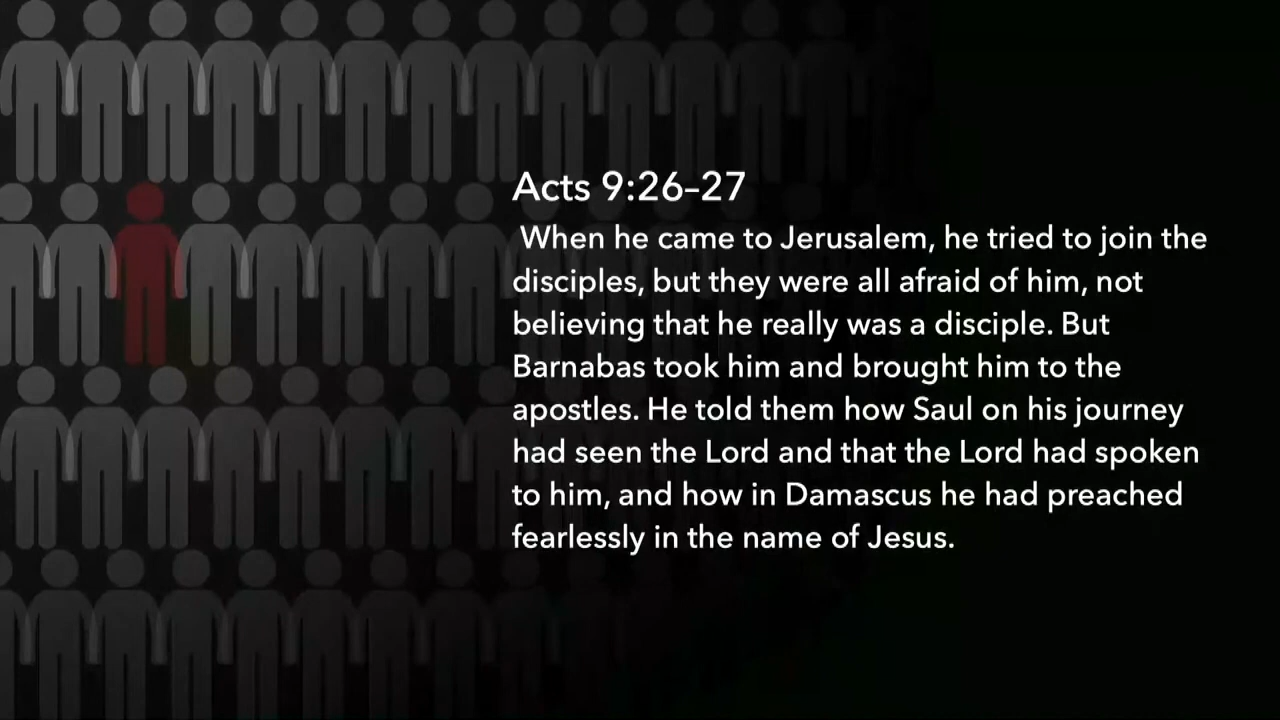 Acts 9:26–27
When he came to Jerusalem, he tried to join the
disciples, but they were all afraid of him, not
believing that he really was a disciple. But
Barnabas took him and brought him to the
apostles. He told them how Saul on his journey
had seen the Lord and that the Lord had spoken
to him, and how in Damascus he had preached
fearlessly in the name of Jesus.